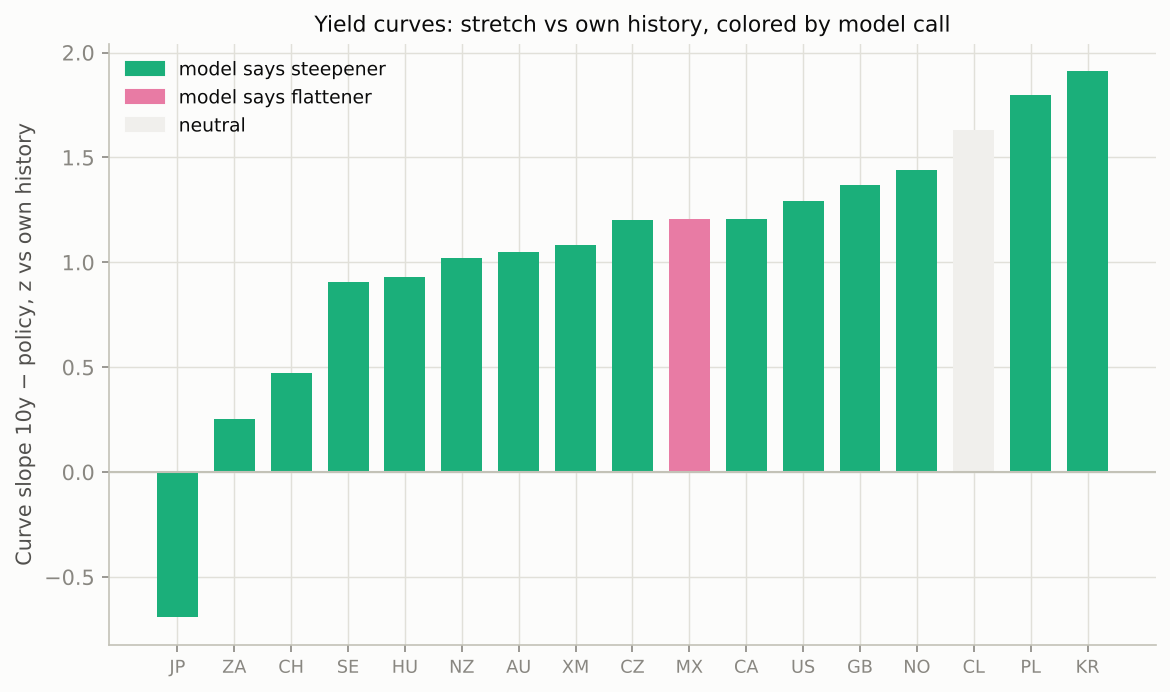 Yield curves: stretch vs own history, colored by model call
model says steepener
model says flattener
neutral
Curve slope 10y − policy, z vs own history
2.0
1.5
1.0
0.5
0.0
−0.5
JP ZA CH SE HU NZ AU XM CZ MX CA US GB NO CL PL KR